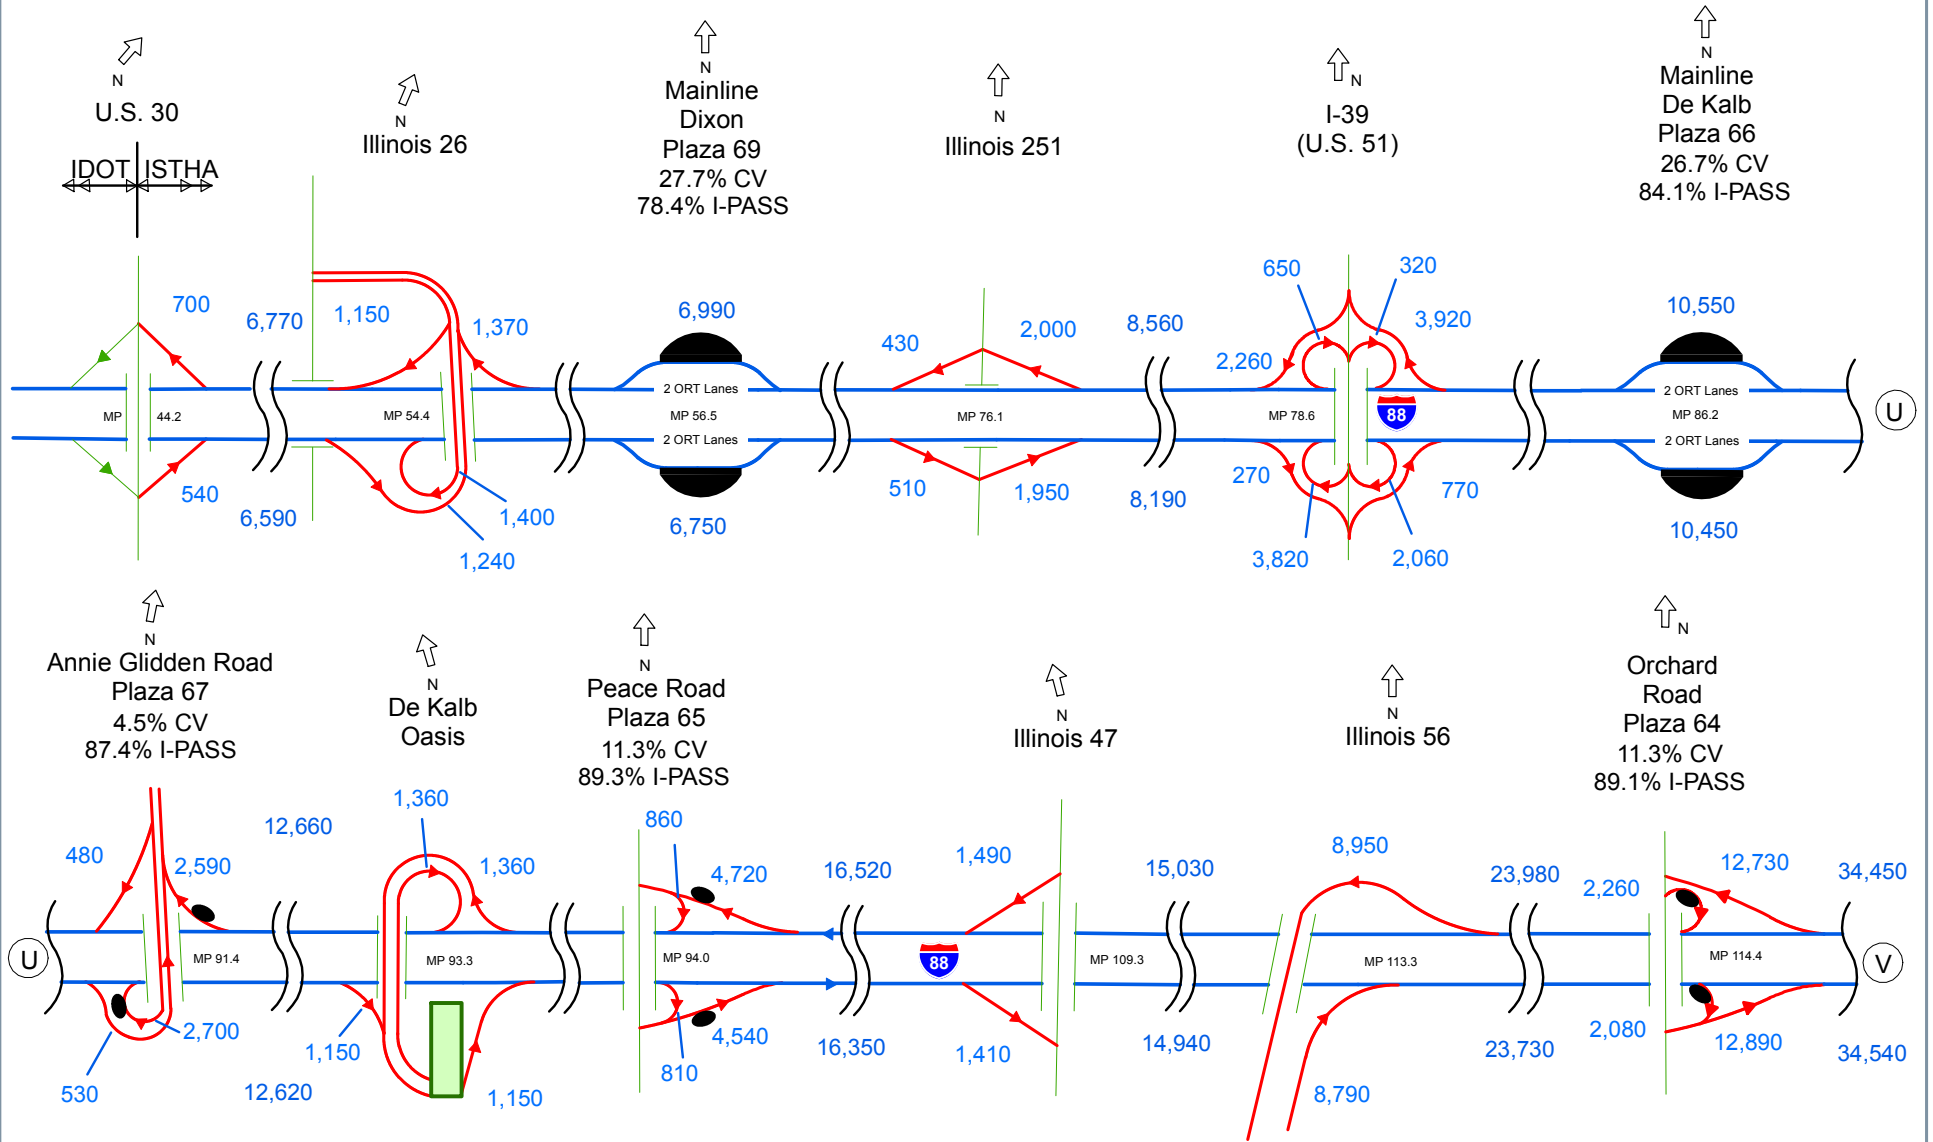 N
U.S. 30
IDOT ISTHA
N
Illinois 26
N
Mainline
Dixon
Plaza 69
27.7% CV
78.4% I-PASS
N
Illinois 251
N
I-39
(U.S. 51)
N
Mainline
De Kalb
Plaza 66
26.7% CV
84.1% I-PASS
700
6,770
1,150
1,370
6,990
430
2,000
8,560
650
320
2,260
3,920
10,550
2 ORT Lanes
2 ORT Lanes
MP 44.2
MP 54.4
MP 56.5
MP 76.1
MP 78.6
88
MP 86.2
U
2 ORT Lanes
2 ORT Lanes
540
6,590
1,400
1,240
6,750
510
1,950
8,190
270
770
3,820
2,060
10,450
N
Annie Glidden Road
Plaza 67
4.5% CV
87.4% I-PASS
N
De Kalb
Oasis
N
Peace Road
Plaza 65
11.3% CV
89.3% I-PASS
N
Illinois 47
N
Illinois 56
N
Orchard
Road
Plaza 64
11.3% CV
89.1% I-PASS
480
2,590
12,660
1,360
1,360
860
4,720
16,520
1,490
15,030
8,950
23,980
2,260
12,730
34,450
U
MP 91.4
MP 93.3
MP 94.0
88
MP 109.3
MP 113.3
MP 114.4
V
530
2,700
12,620
1,150
1,150
810
4,540
16,350
1,410
14,940
8,790
23,730
2,080
12,890
34,540